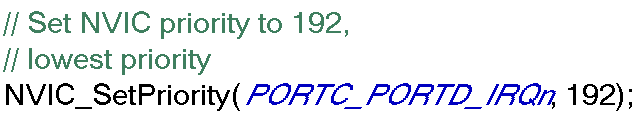 // Set NVIC priority to 192,
// lowest priority
NVIC_SetPriority( PORTC_PORTD_IRQn, 192);